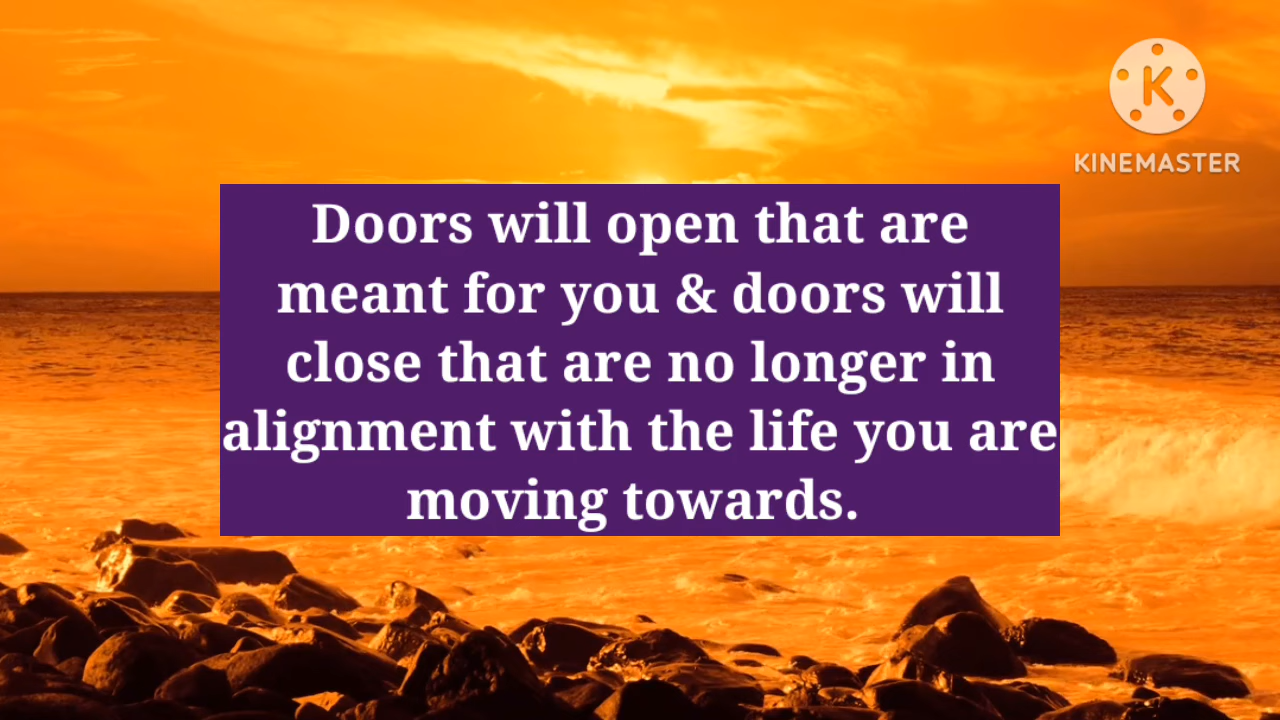 K
KINEMASTER
Doors will open that are
meant for you & doors will
close that are no longer in
alignment with the life you are
moving towards.